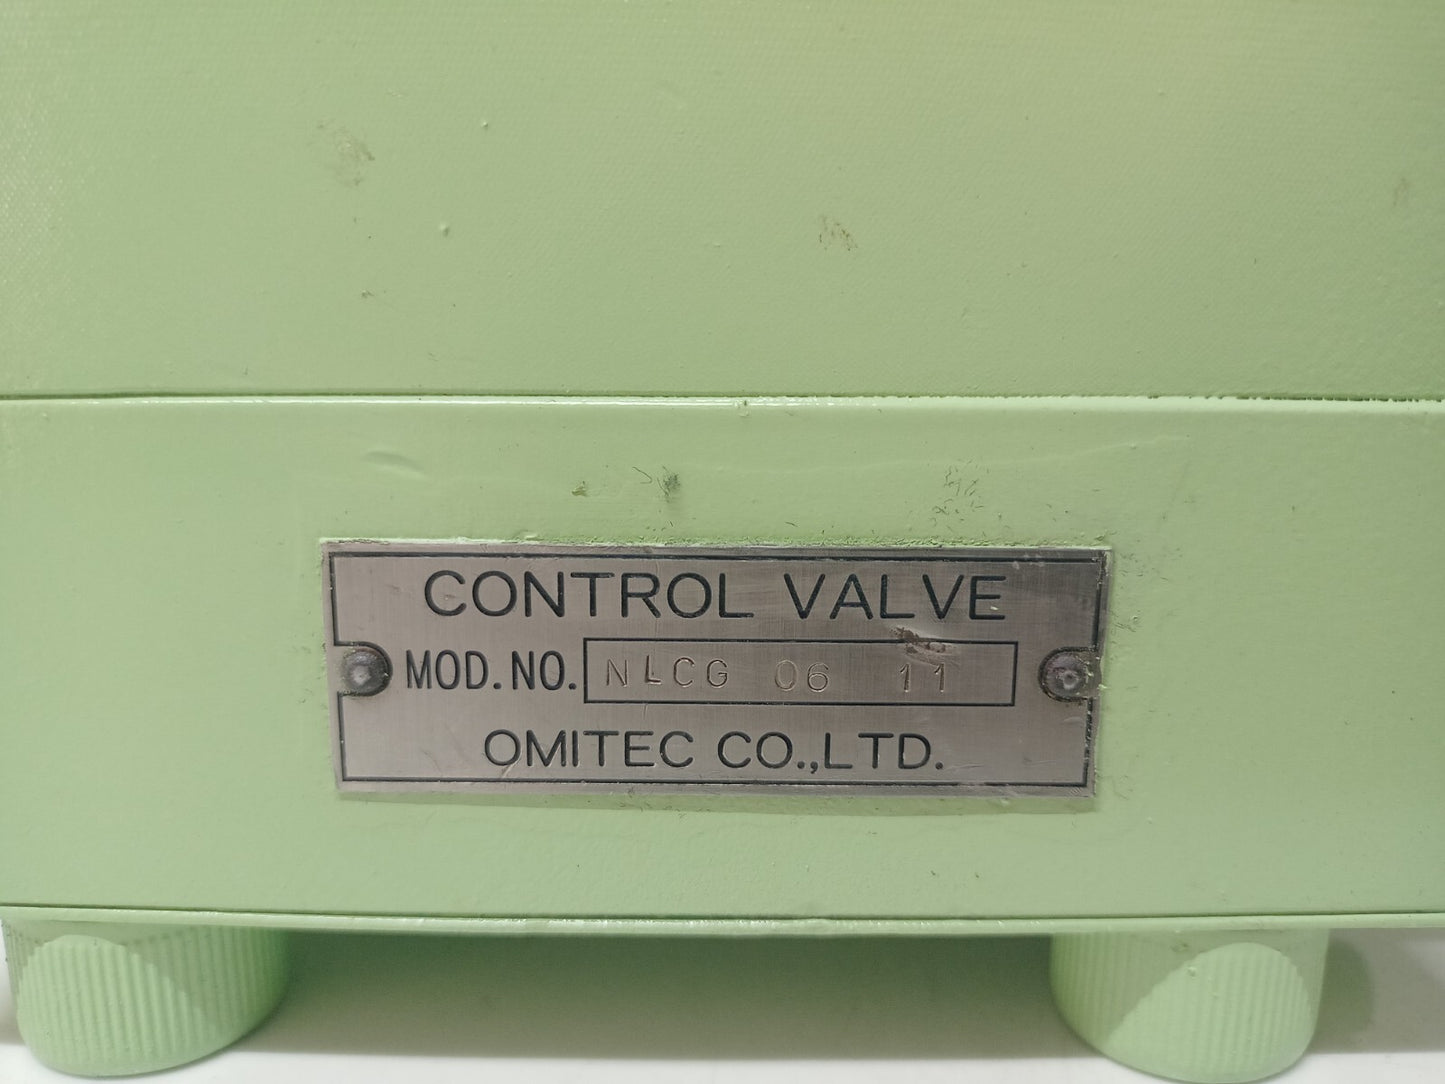 CONTROL VALVE
MOD.NO. NLCG 06 11
OMITEC CO.,LTD.